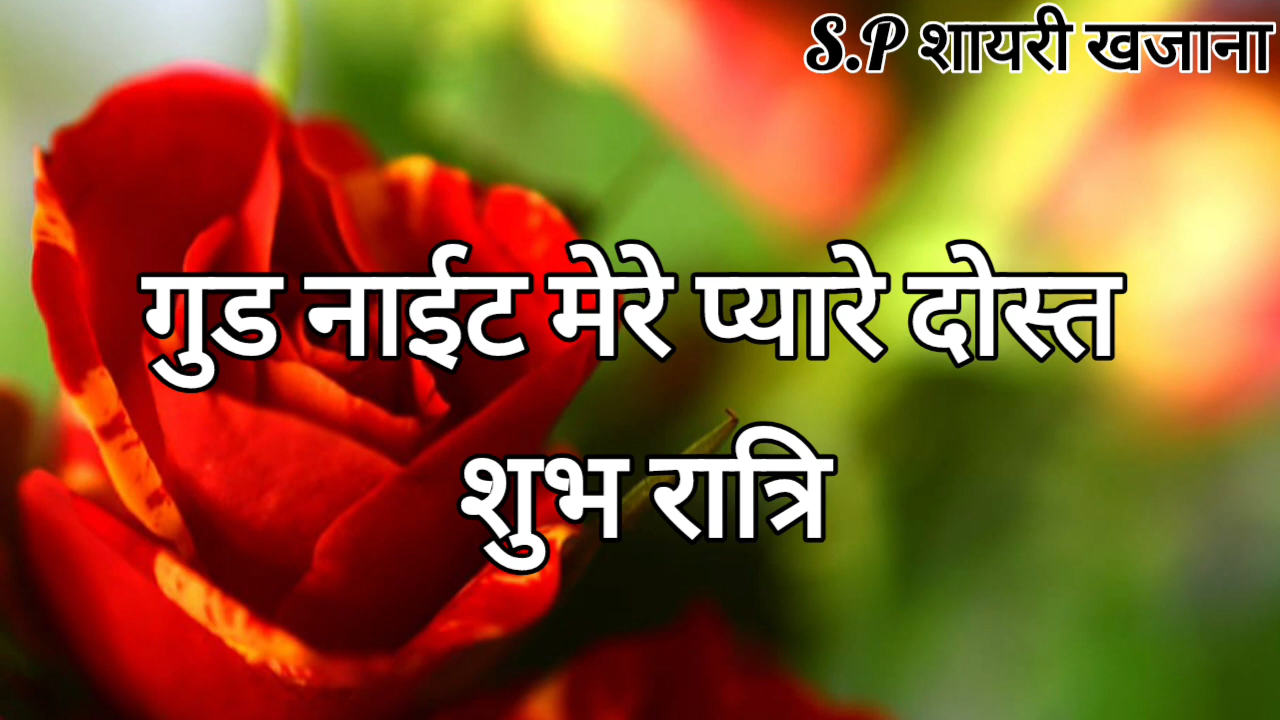 S.P शायरी खजाना
गुड नाईट मेरे प्यारे दोस्त
शुभ रात्रि